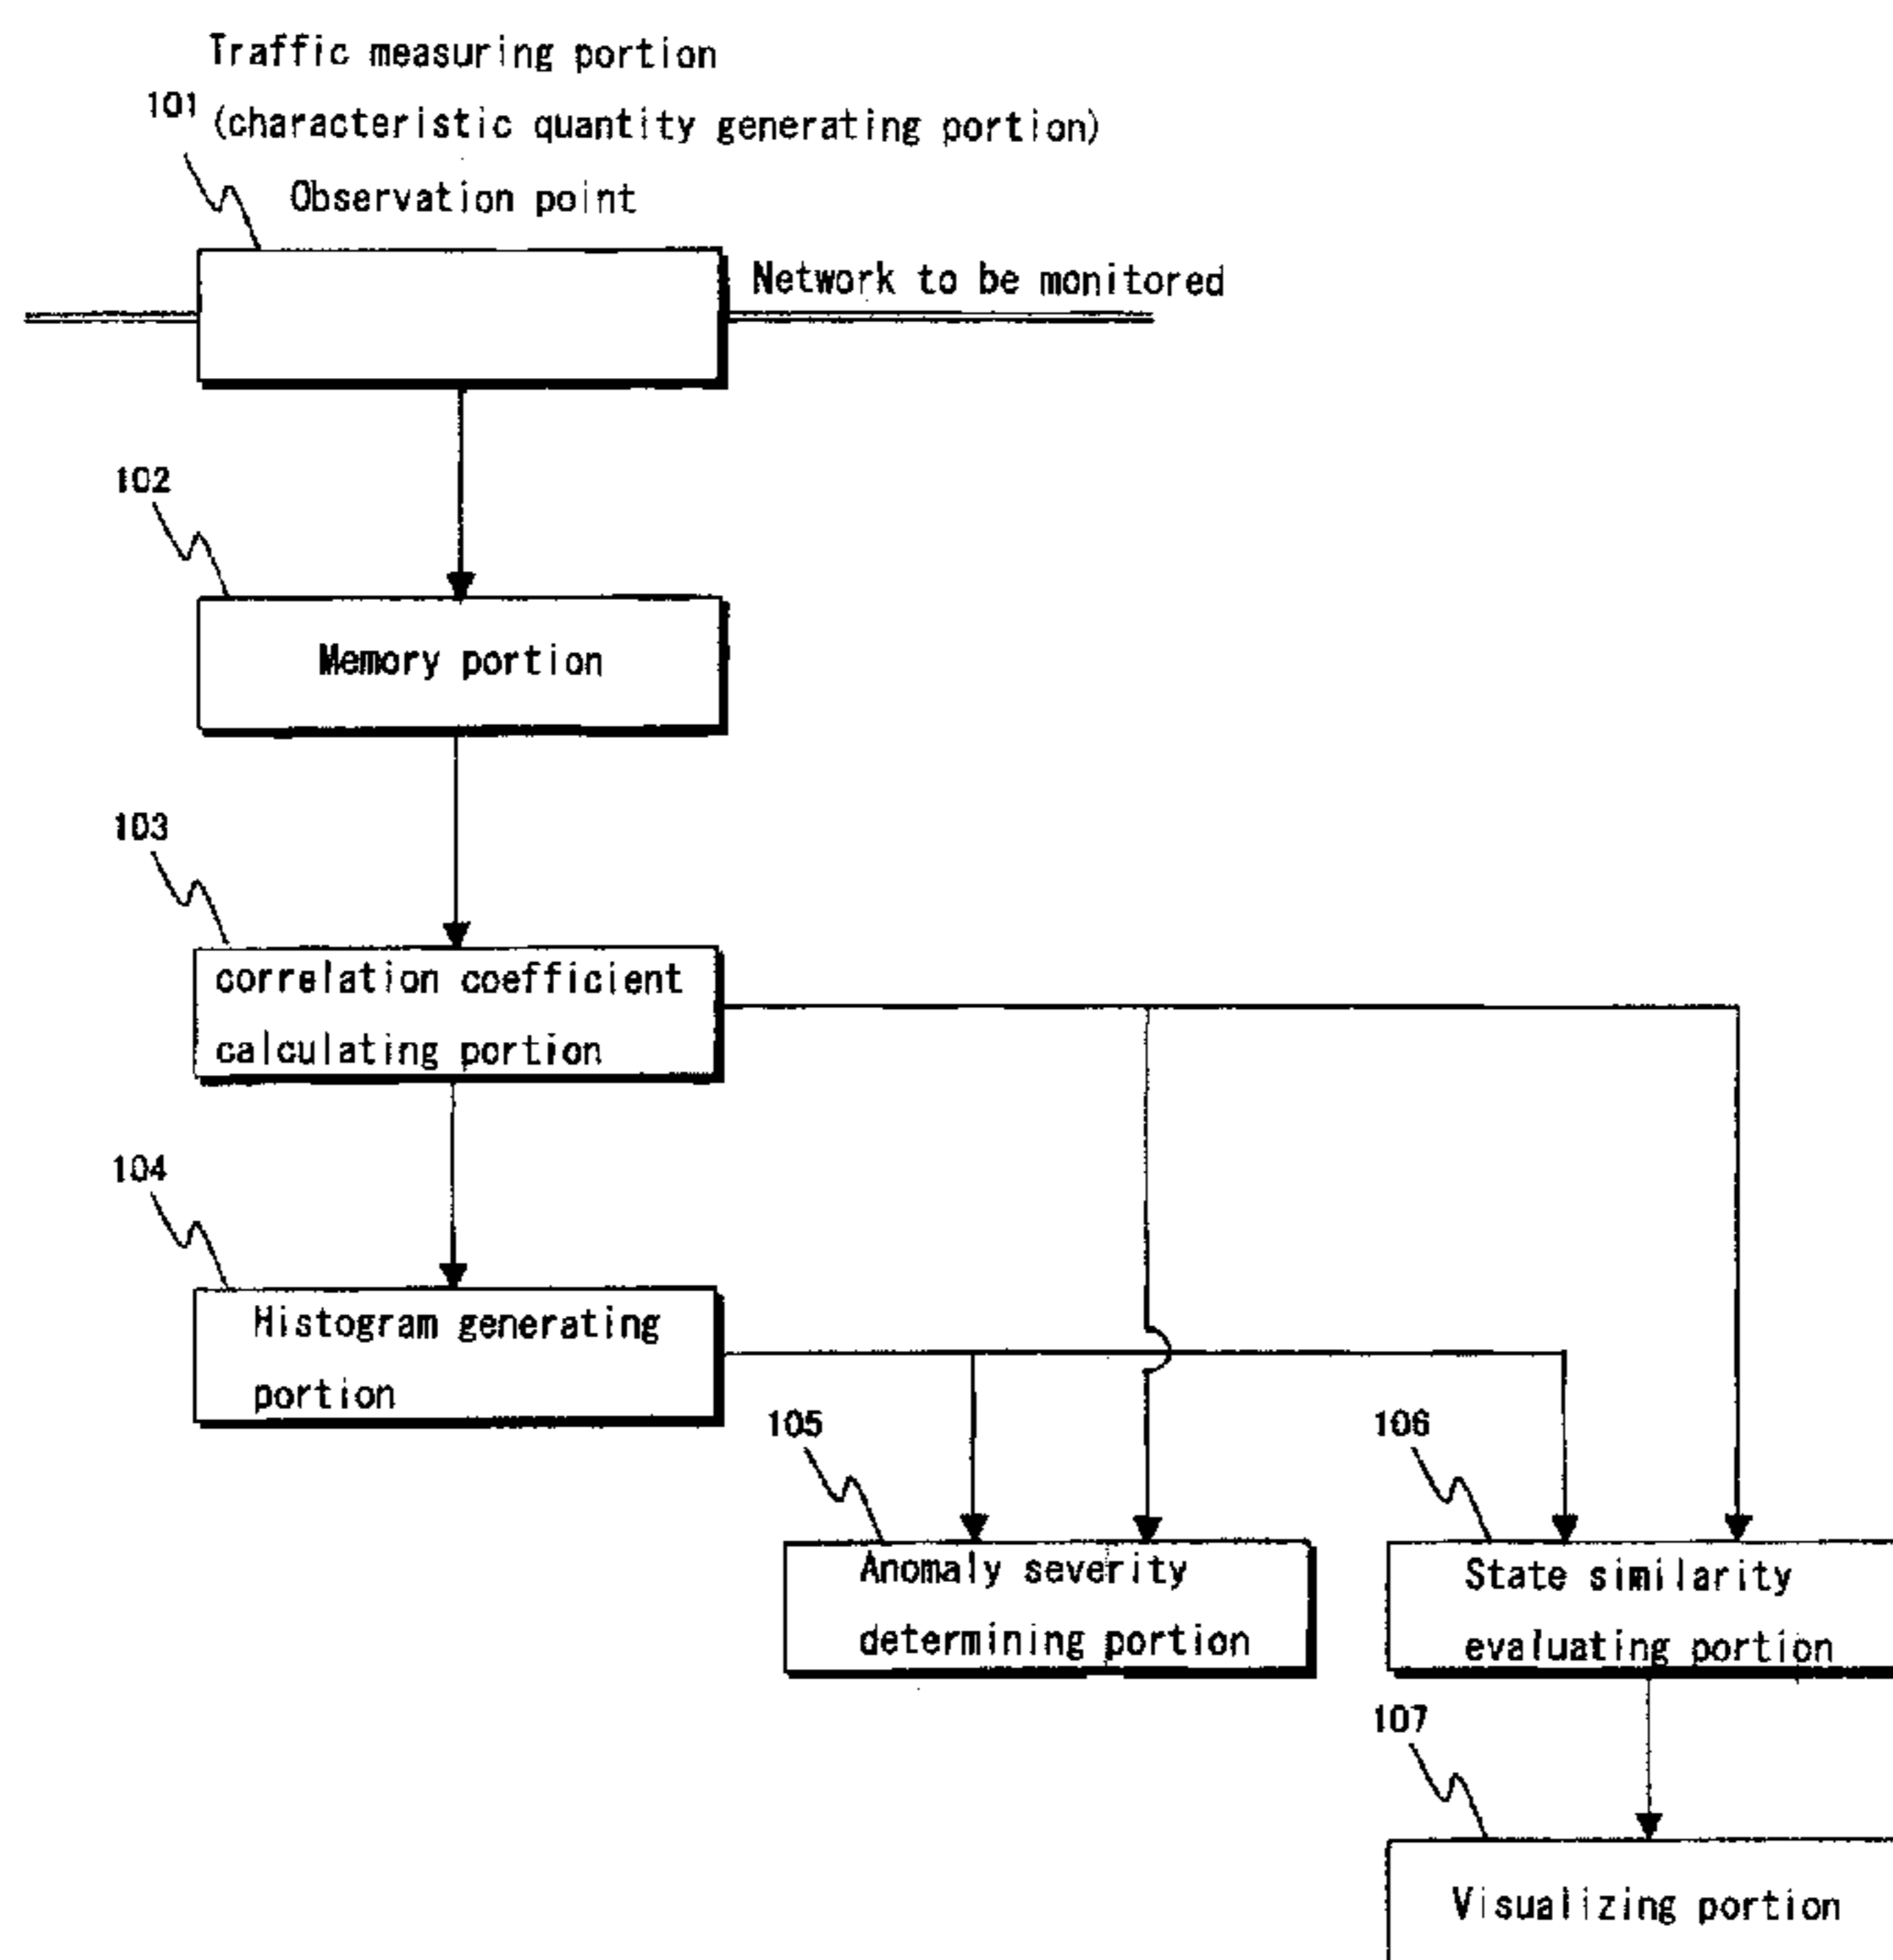 Traffic measuring portion
101 (characteristic quantity generating portion)
Observation point
Network to be monitored
102
Memory portion
103
correlation coefficient
calculating portion
104
Histogram generating
portion
105
Anomaly severity
determining portion
106
State similarity
evaluating portion
107
Visualizing portion